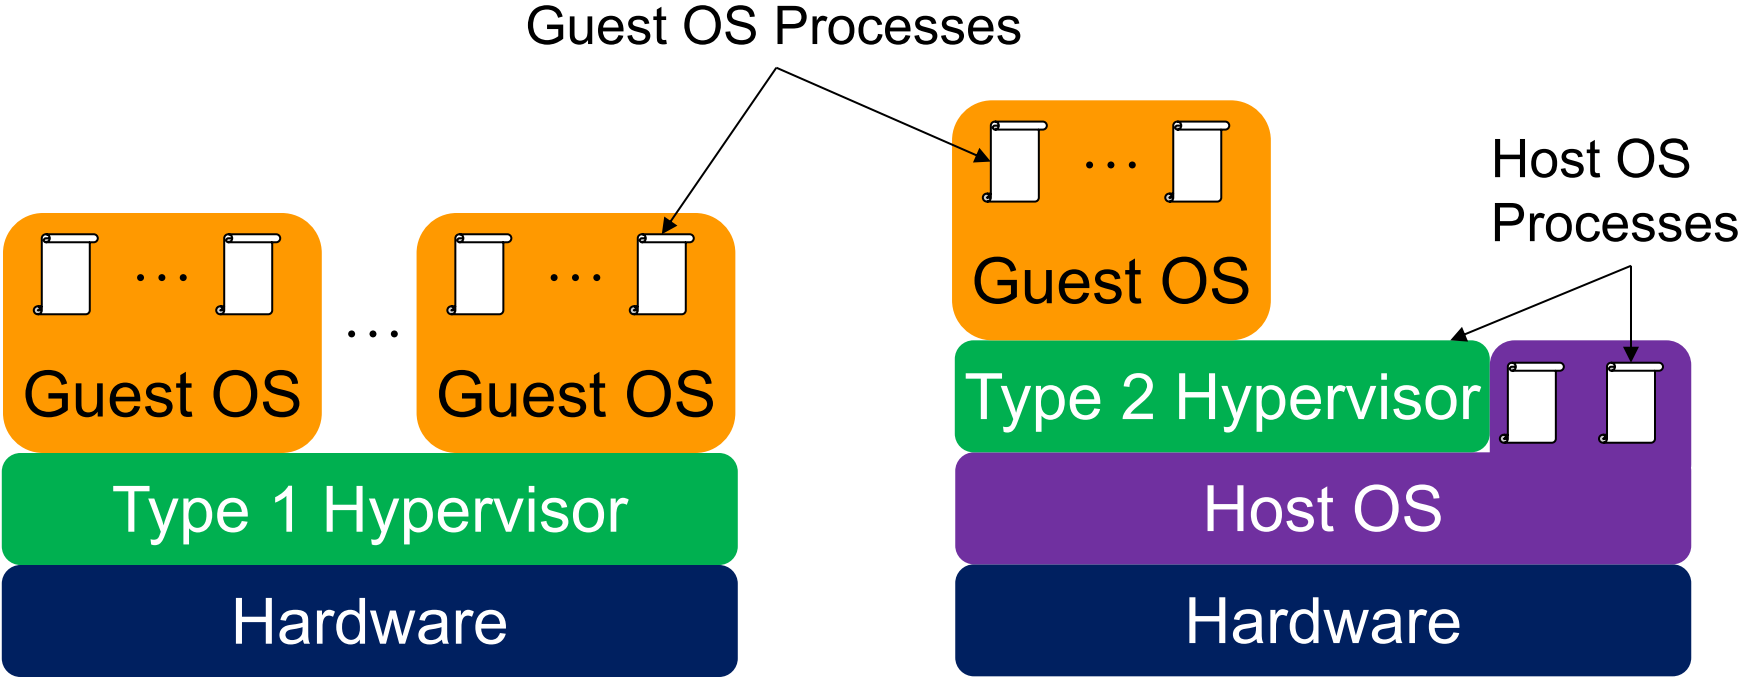 Guest OS Processes
Host OS
Processes
...
Guest OS
...
Guest OS
...
...
Guest OS
Type 2 Hypervisor
Type 1 Hypervisor
Host OS
Hardware
Hardware